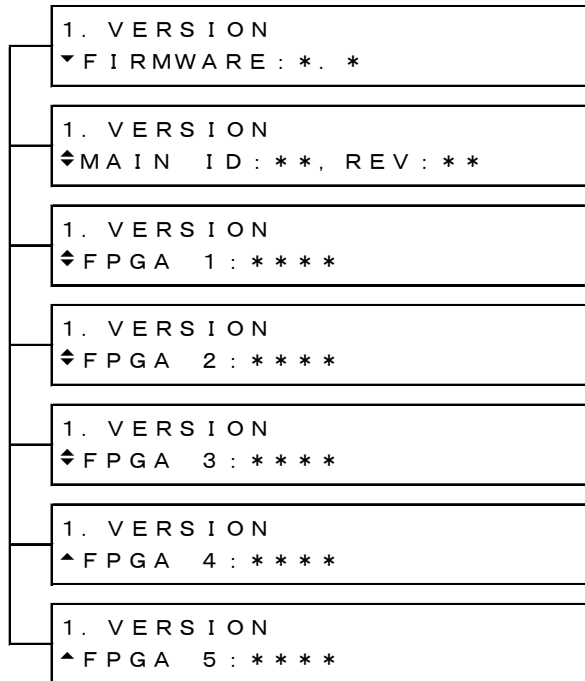 1. VERSION
▼FIRMWARE:*. *
1. VERSION
◆MAIN ID:**, REV:**
1. VERSION
◆FPGA 1:****
1. VERSION
◆FPGA 2:****
1. VERSION
◆FPGA 3:****
1. VERSION
▲FPGA 4:****
1. VERSION
▲FPGA 5:****